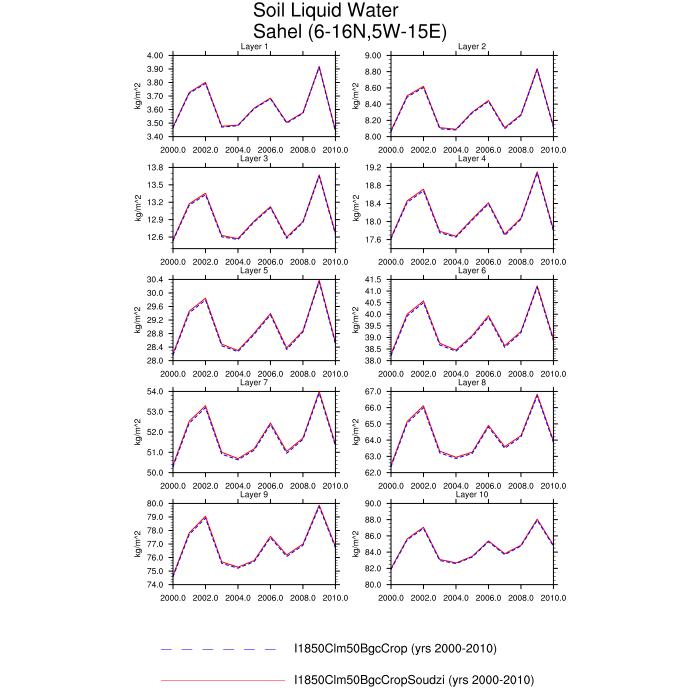 Soil Liquid Water
Sahel (6-16N,5W-15E)
Layer 1
Layer 2
4.00
3.90
3.80
3.70
3.60
3.50
3.40
kg/m^2
2000.0 2002.0 2004.0 2006.0 2008.0 2010.0
9.00
8.80
8.60
8.40
8.20
8.00
kg/m^2
2000.0 2002.0 2004.0 2006.0 2008.0 2010.0
Layer 3
Layer 4
13.8
13.5
13.2
12.9
12.6
kg/m^2
2000.0 2002.0 2004.0 2006.0 2008.0 2010.0
19.2
18.8
18.4
18.0
17.6
kg/m^2
2000.0 2002.0 2004.0 2006.0 2008.0 2010.0
Layer 5
Layer 6
30.4
30.0
29.6
29.2
28.8
28.4
28.0
kg/m^2
2000.0 2002.0 2004.0 2006.0 2008.0 2010.0
41.5
41.0
40.5
40.0
39.5
39.0
38.5
38.0
kg/m^2
2000.0 2002.0 2004.0 2006.0 2008.0 2010.0
Layer 7
Layer 8
54.0
53.0
52.0
51.0
50.0
kg/m^2
2000.0 2002.0 2004.0 2006.0 2008.0 2010.0
67.0
66.0
65.0
64.0
63.0
62.0
kg/m^2
2000.0 2002.0 2004.0 2006.0 2008.0 2010.0
Layer 9
Layer 10
80.0
79.0
78.0
77.0
76.0
75.0
74.0
kg/m^2
2000.0 2002.0 2004.0 2006.0 2008.0 2010.0
90.0
88.0
86.0
84.0
82.0
80.0
kg/m^2
2000.0 2002.0 2004.0 2006.0 2008.0 2010.0
I1850Clm50BgcCrop (yrs 2000-2010)
I1850Clm50BgcCropSoudzi (yrs 2000-2010)